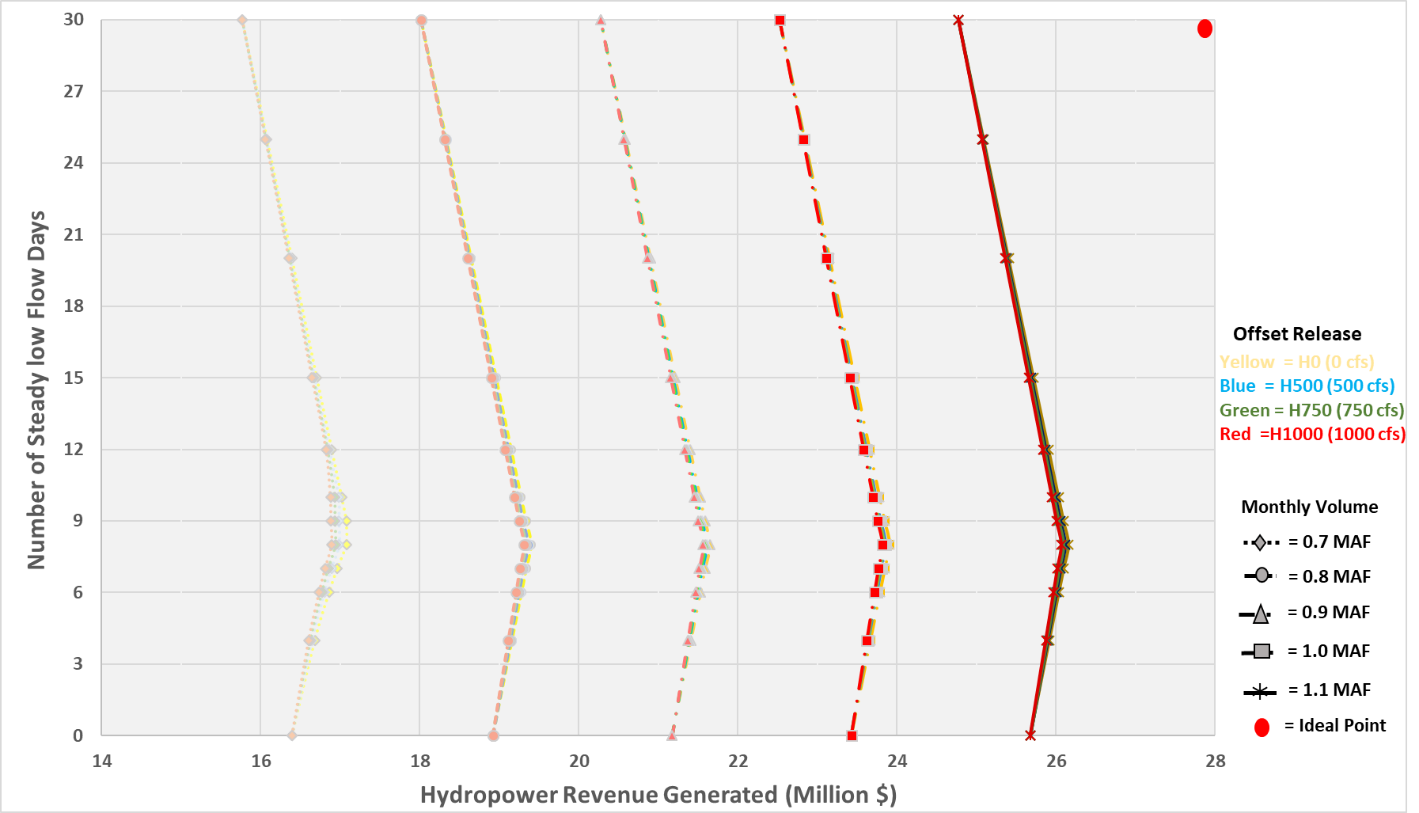 30
27
24
21
18
15
12
9
6
3
0
Number of Steady low Flow Days
14
16
18
20
22
24
26
28
Hydropower Revenue Generated (Million $)
Offset Release
Yellow = H0 (0 cfs)
Blue = H500 (500 cfs)
Green = H750 (750 cfs)
Red =H1000 (1000 cfs)
Monthly Volume
= 0.7 MAF
= 0.8 MAF
= 0.9 MAF
= 1.0 MAF
= 1.1 MAF
= Ideal Point